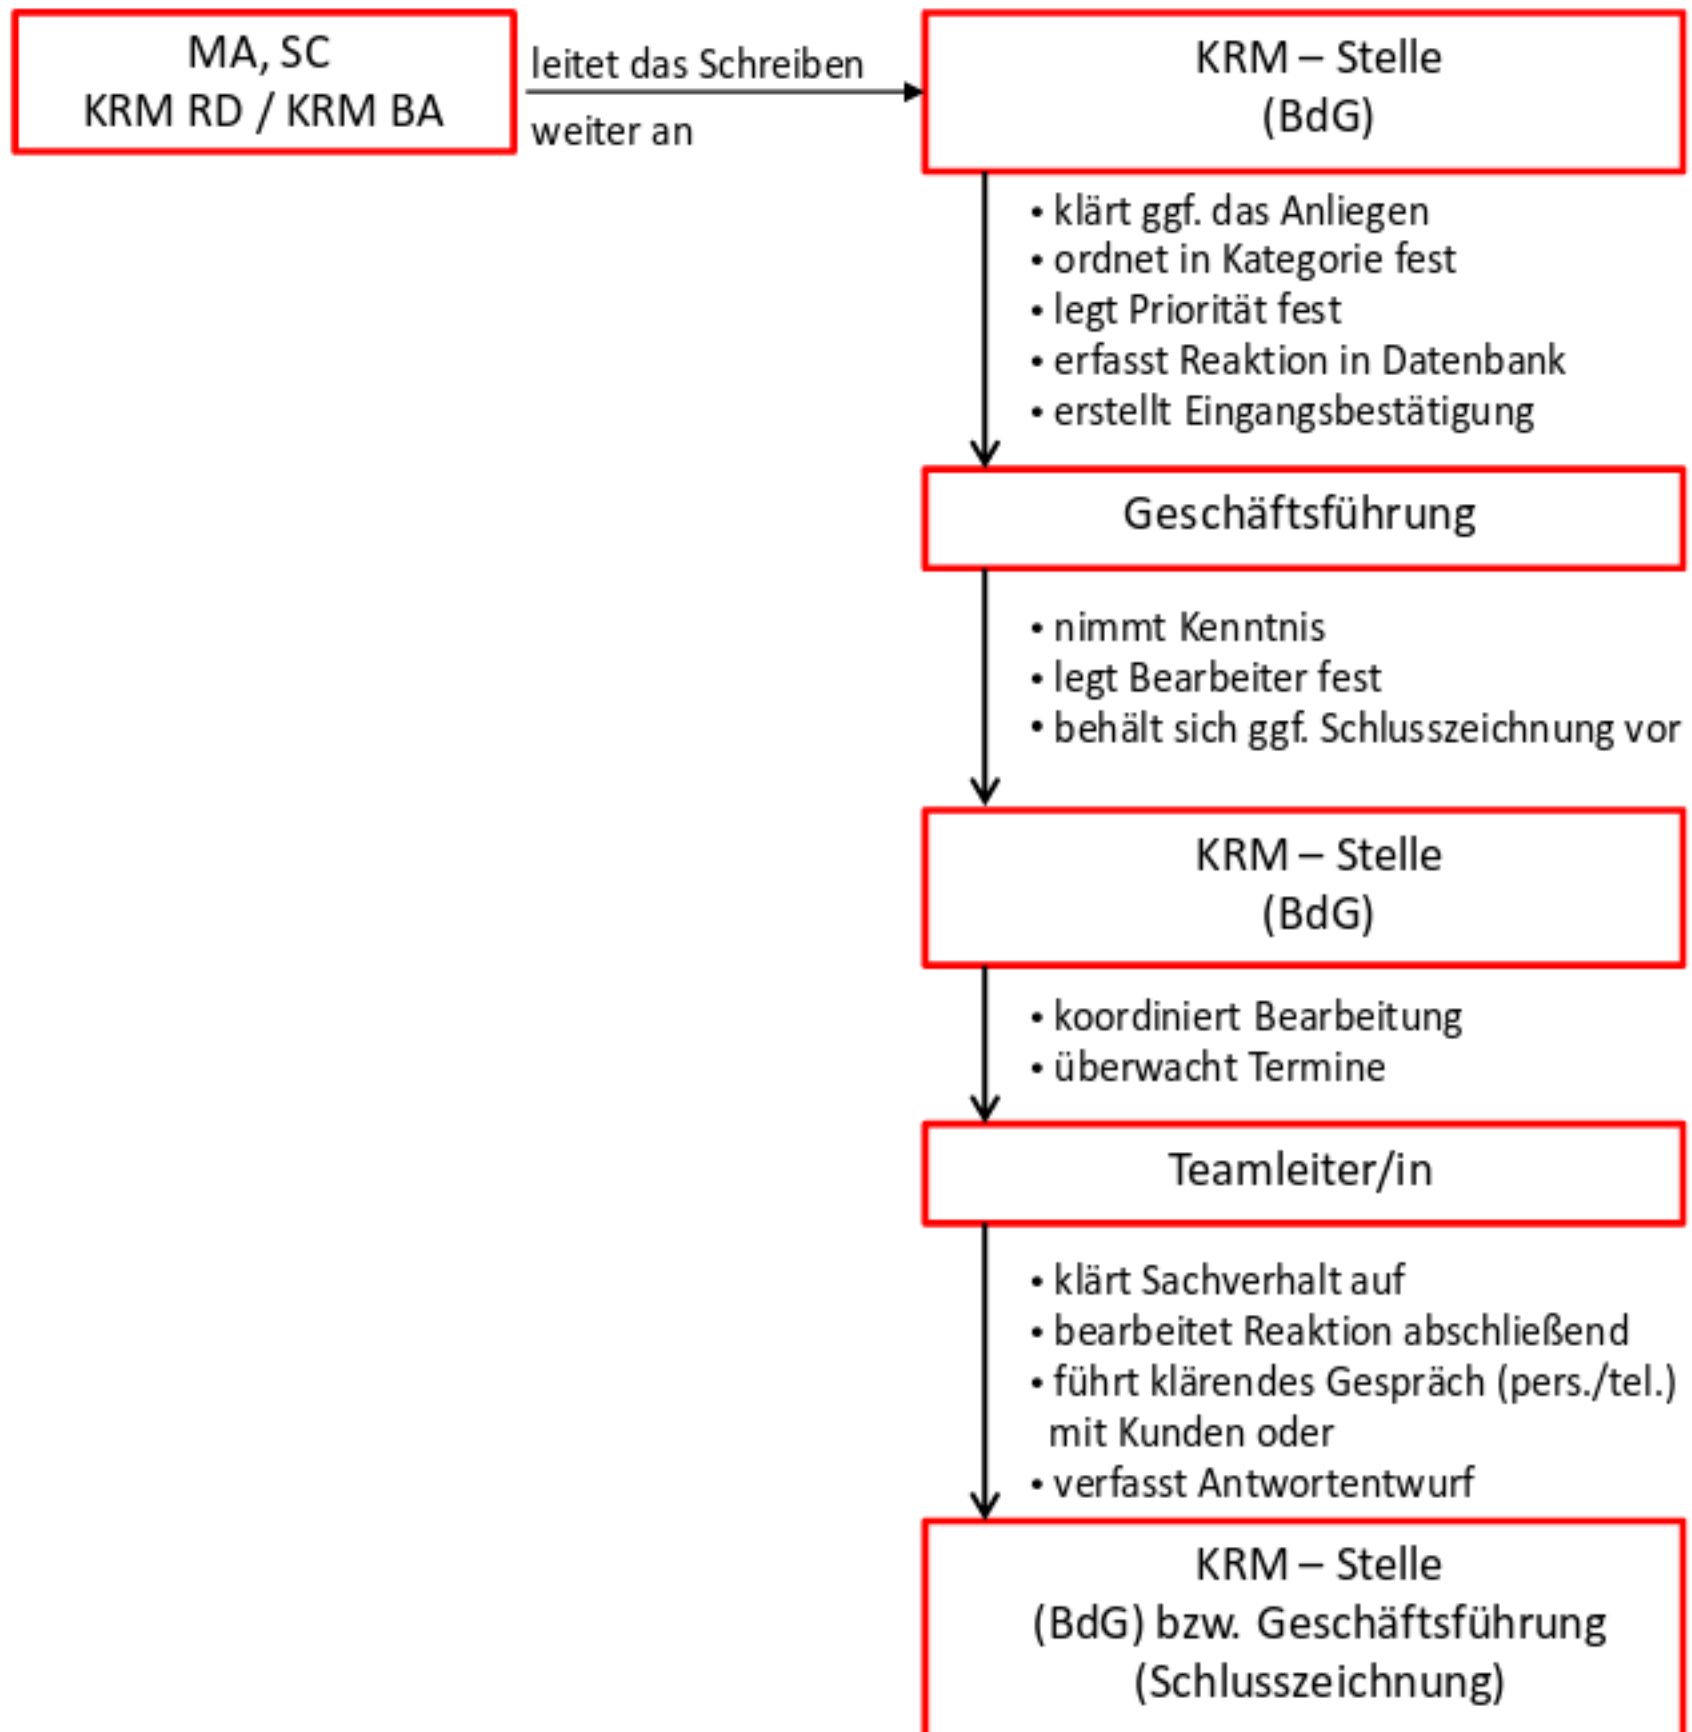 MA, SC
KRM RD / KRM BA
leitet das Schreiben
weiter an
KRM – Stelle
(BdG)
• klärt ggf. das Anliegen
• ordnet in Kategorie fest
• legt Priorität fest
• erfasst Reaktion in Datenbank
• erstellt Eingangsbestätigung
Geschäftsführung
• nimmt Kenntnis
• legt Bearbeiter fest
• behält sich ggf. Schlusszeichnung vor
KRM – Stelle
(BdG)
• koordiniert Bearbeitung
• überwacht Termine
Teamleiter/in
• klärt Sachverhalt auf
• bearbeitet Reaktion abschließend
• führt klärendes Gespräch (pers./tel.)
mit Kunden oder
• verfasst Antwortentwurf
KRM – Stelle
(BdG) bzw. Geschäftsführung
(Schlusszeichnung)